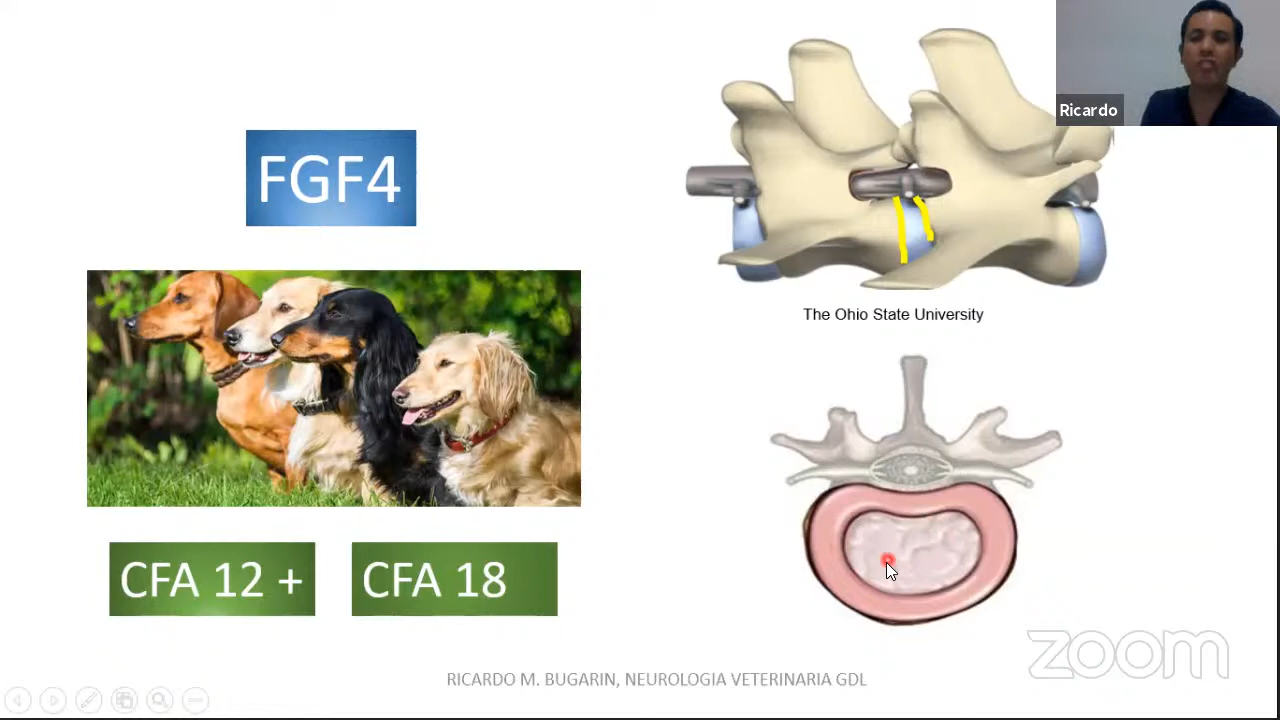 FGF4
Ricardo
The Ohio State University
CFA 12 +
CFA 18
zoom
RICARDO M. BUGARIN, NEUROLOGIA VETERINARIA GDL